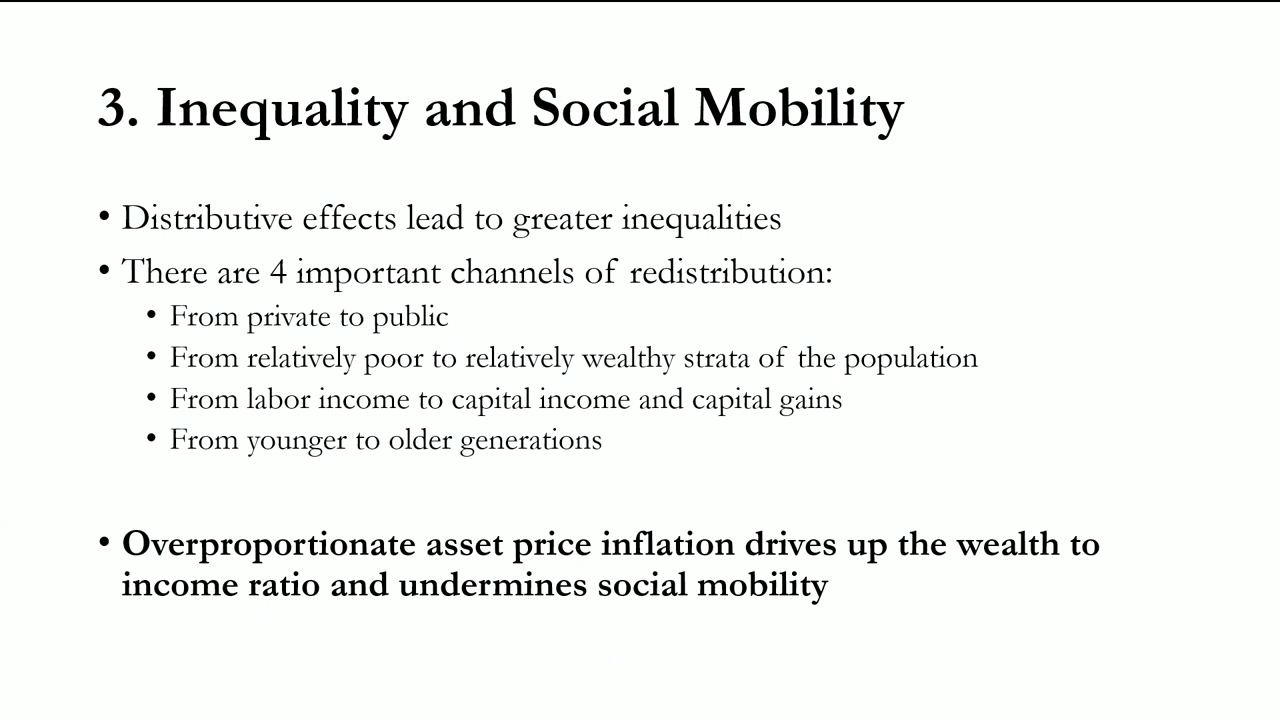 3. Inequality and Social Mobility
• Distributive effects lead to greater inequalities
• There are 4 important channels of redistribution:
• From private to public
• From relatively poor to relatively wealthy strata of the population
• From labor income to capital income and capital gains
• From younger to older generations
• Overproportionate asset price inflation drives up the wealth to
income ratio and undermines social mobility